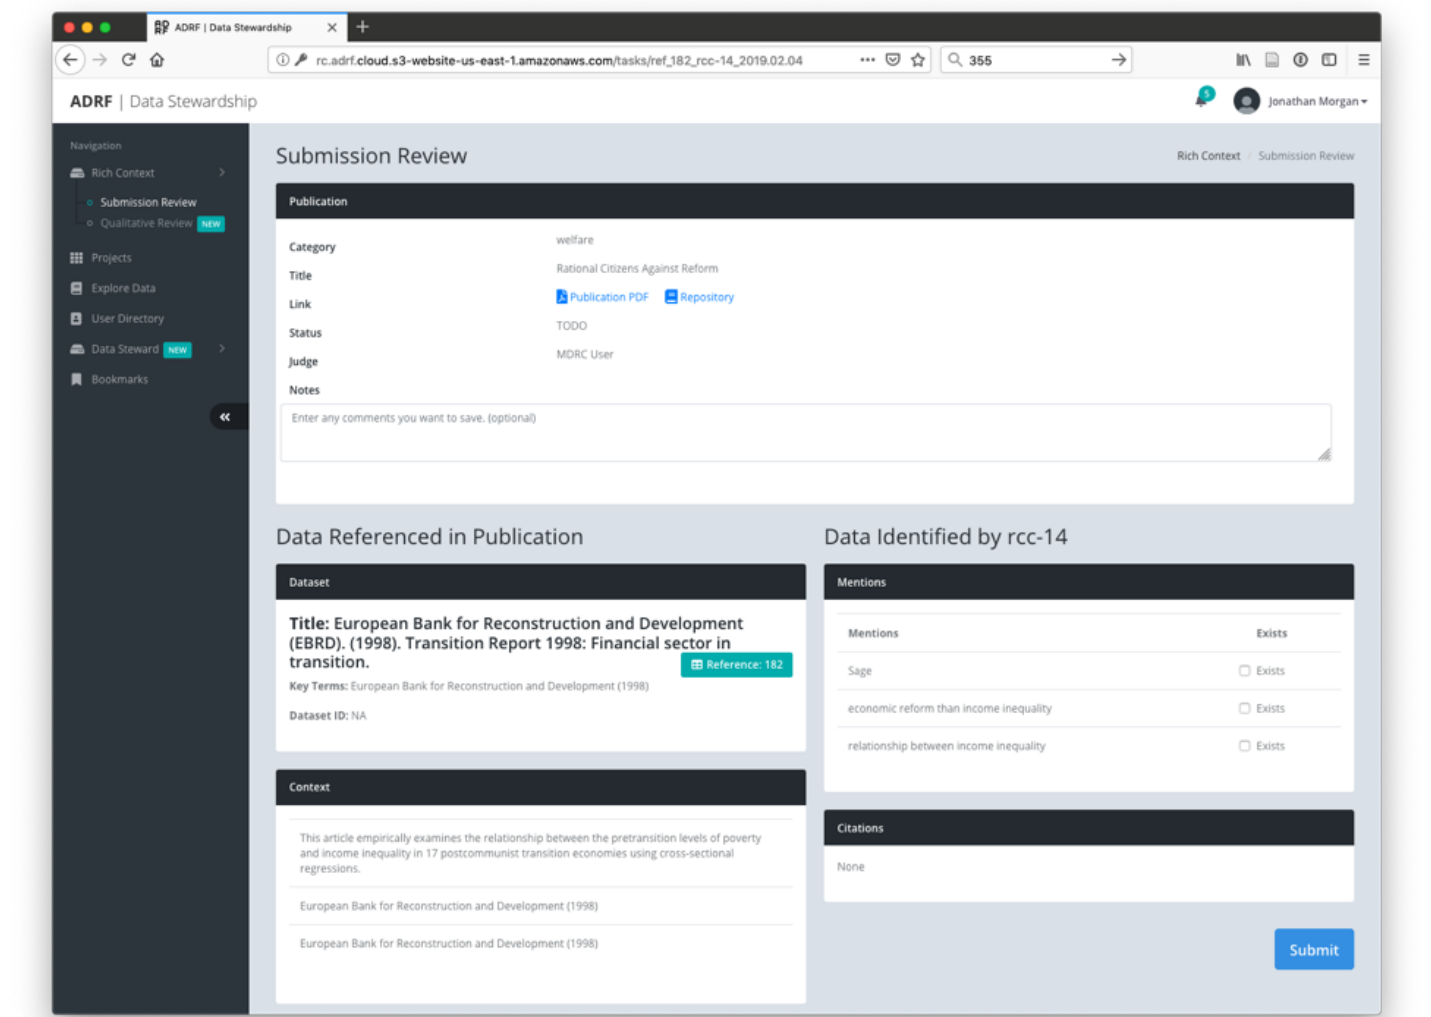 ADRF | Data Stewardship
rc.adrf.cloud.s3-website-us-east-1.amazonaws.com/tasks/ref_182_rcc-14_2019.02.04
355
ADRF | Data Stewardship
5
Jonathan Morgan
Navigation
Rich Context
Submission Review
Qualitative Review NEW
Projects
Explore Data
User Directory
Data Steward NEW
Bookmarks
Submission Review
Rich Context / Submission Review
Publication
Category welfare
Title Rational Citizens Against Reform
Link Publication PDF Repository
Status TODO
Judge MDRC User
Notes
Enter any comments you want to save. (optional)
Data Referenced in Publication
Dataset
Title: European Bank for Reconstruction and Development
(EBRD). (1998). Transition Report 1998: Financial sector in
transition.
Reference: 182
Key Terms: European Bank for Reconstruction and Development (1998)
Dataset ID: NA
Context
This article empirically examines the relationship between the pretransition levels of poverty
and income inequality in 17 postcommunist transition economies using cross-sectional
regressions.
European Bank for Reconstruction and Development (1998)
European Bank for Reconstruction and Development (1998)
Data Identified by rcc-14
Mentions
Mentions Exists
Sage Exists
economic reform than income inequality Exists
relationship between income inequality Exists
Citations
None
Submit